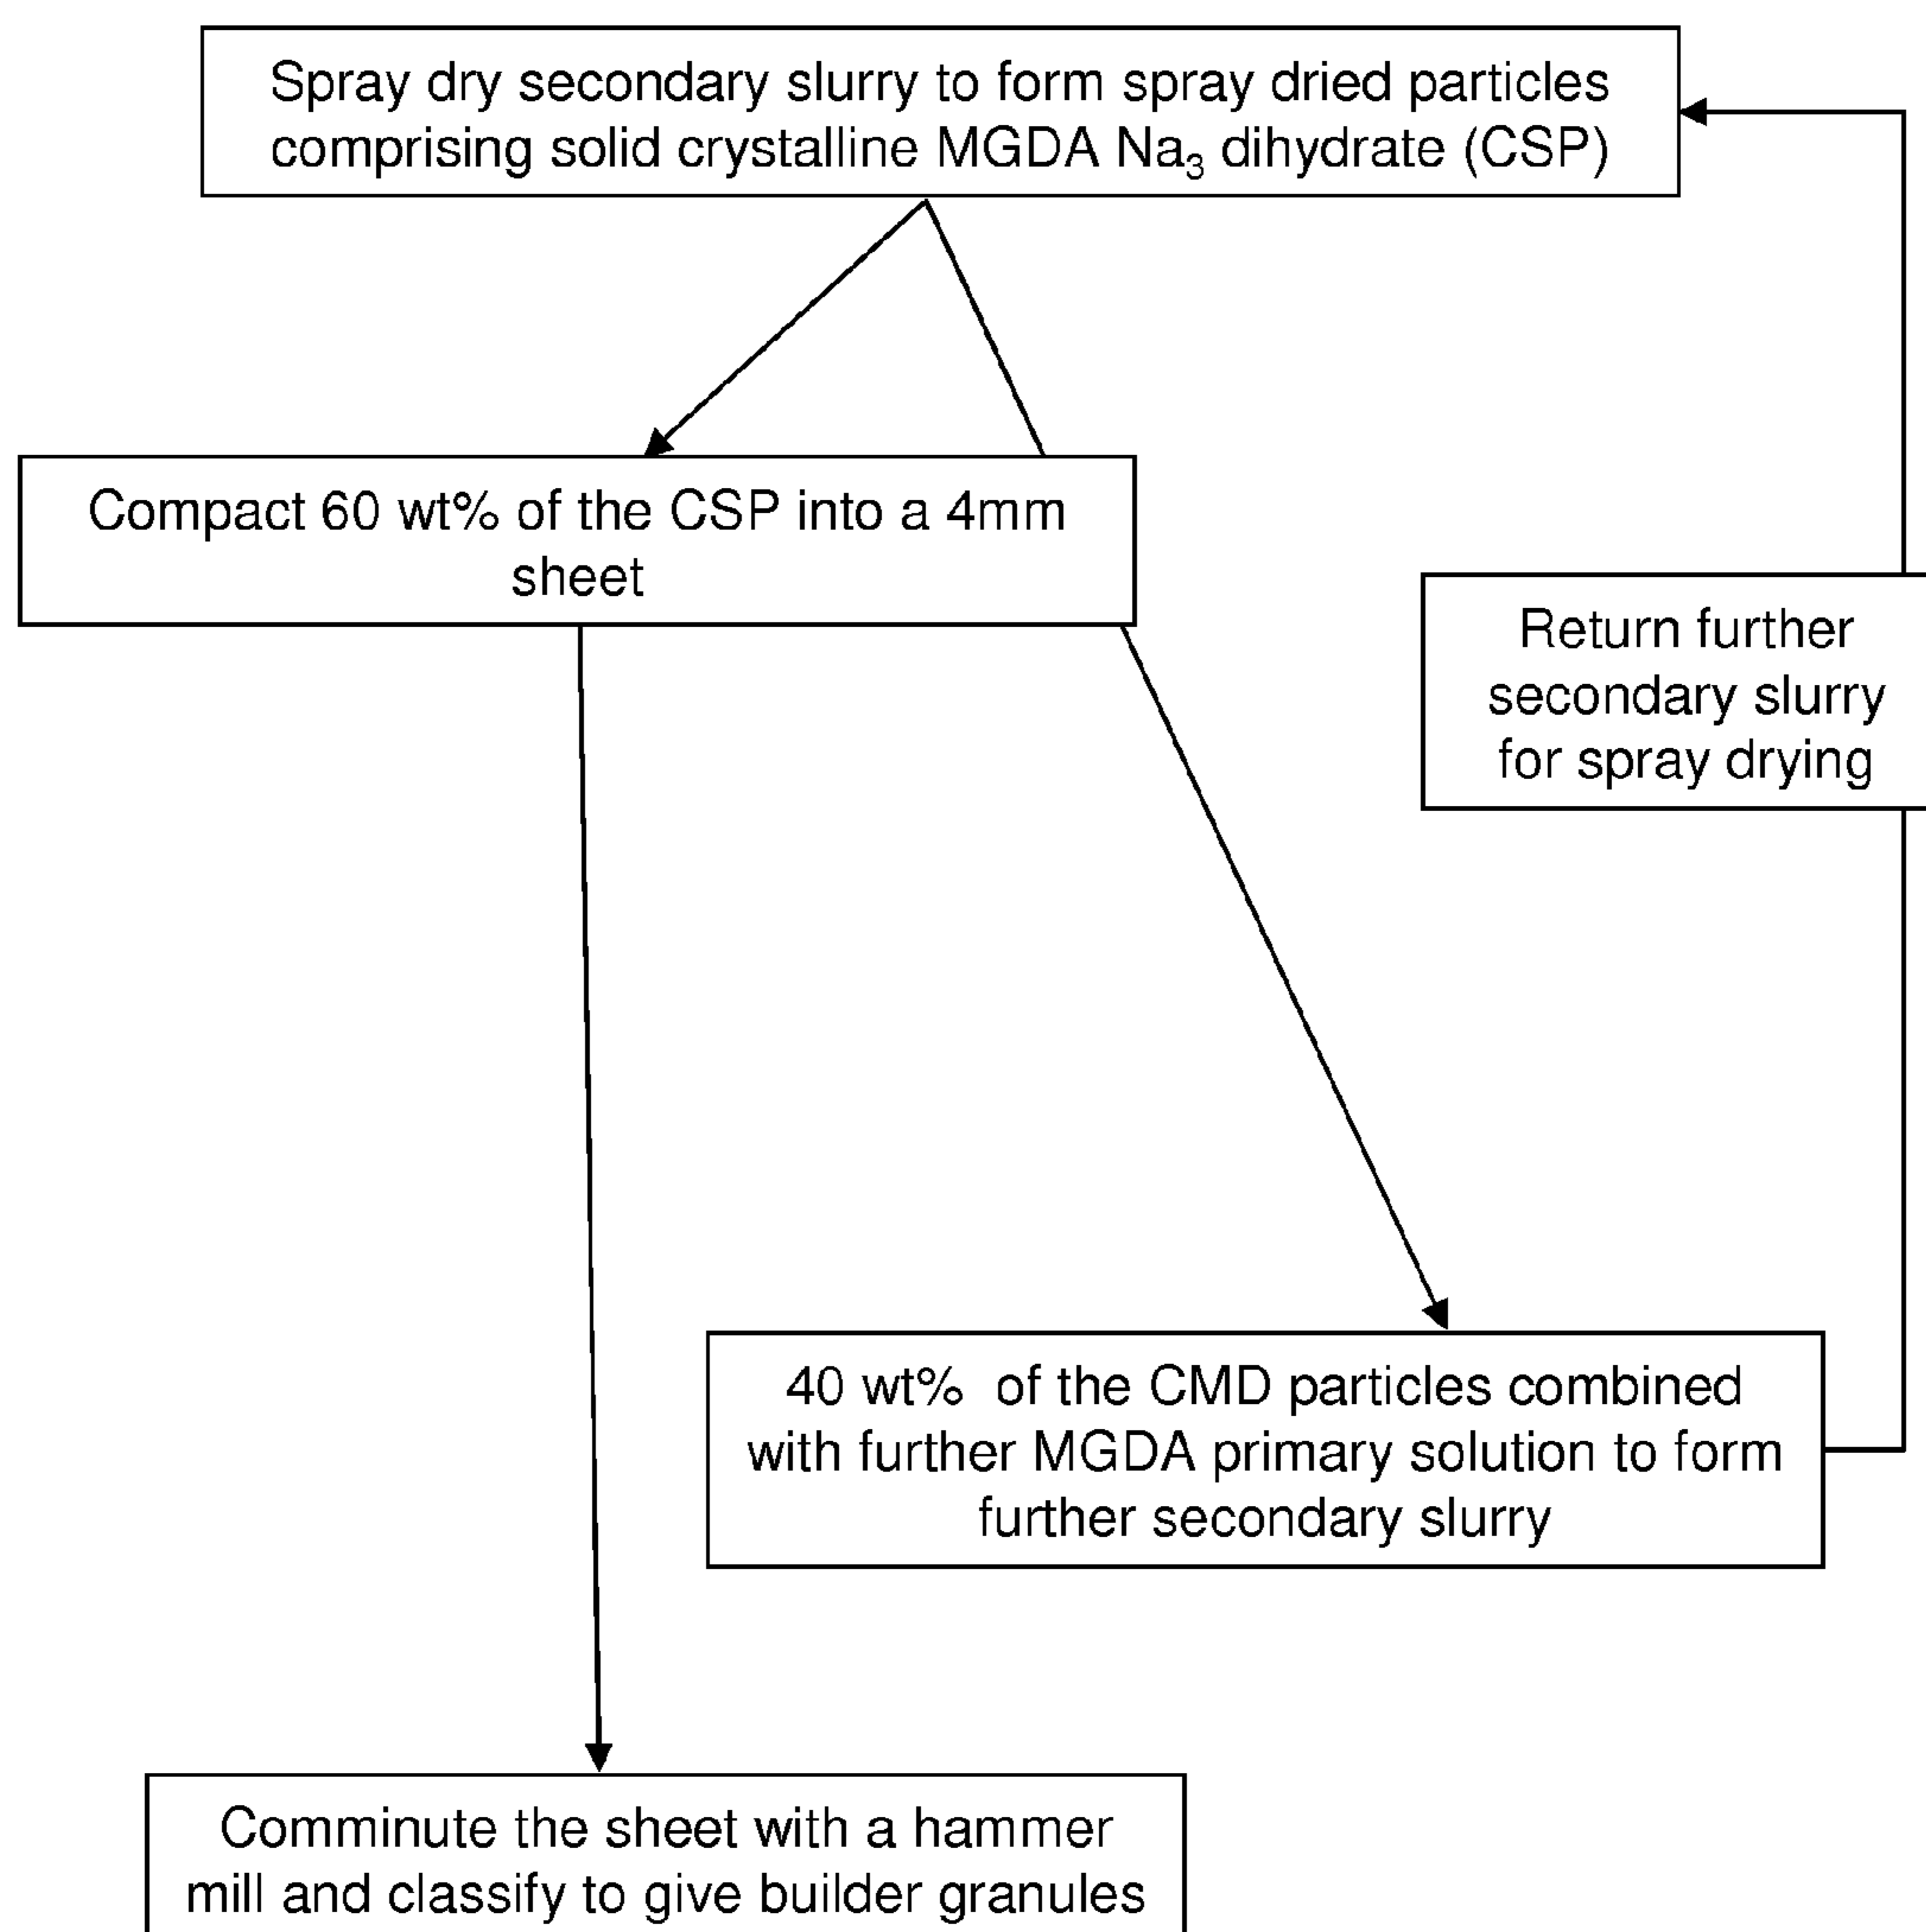 Spray dry secondary slurry to form spray dried particles
comprising solid crystalline MGDA Na₃ dihydrate (CSP)
Compact 60 wt% of the CSP into a 4mm
sheet
Return further
secondary slurry
for spray drying
40 wt% of the CMD particles combined
with further MGDA primary solution to form
further secondary slurry
Comminute the sheet with a hammer
mill and classify to give builder granules